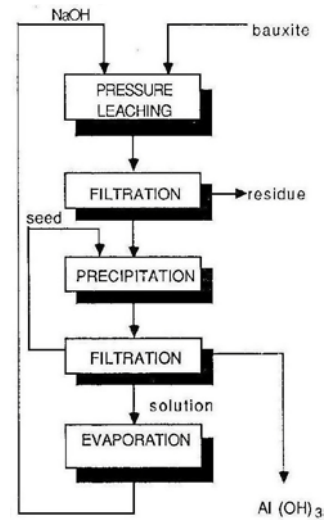 NaOH
bauxite
PRESSURE
LEACHING
FILTRATION
residue
seed
PRECIPITATION
FILTRATION
solution
EVAPORATION
Al (OH) 3